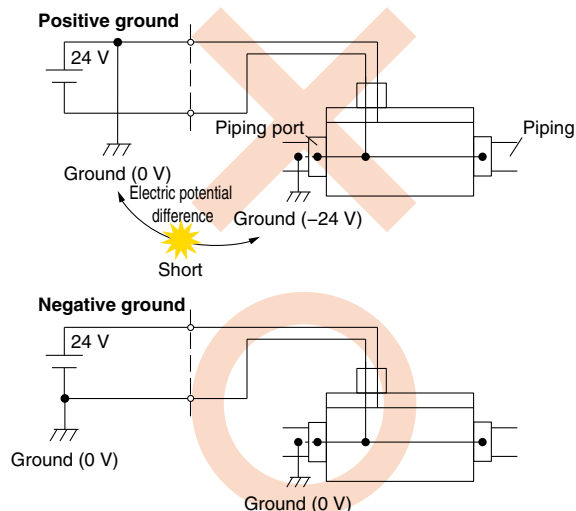 Positive ground
24 V
Piping port
Piping
Ground (0 V)
Electric potential
difference
Ground (−24 V)
Short
Negative ground
24 V
Ground (0 V)
Ground (0 V)